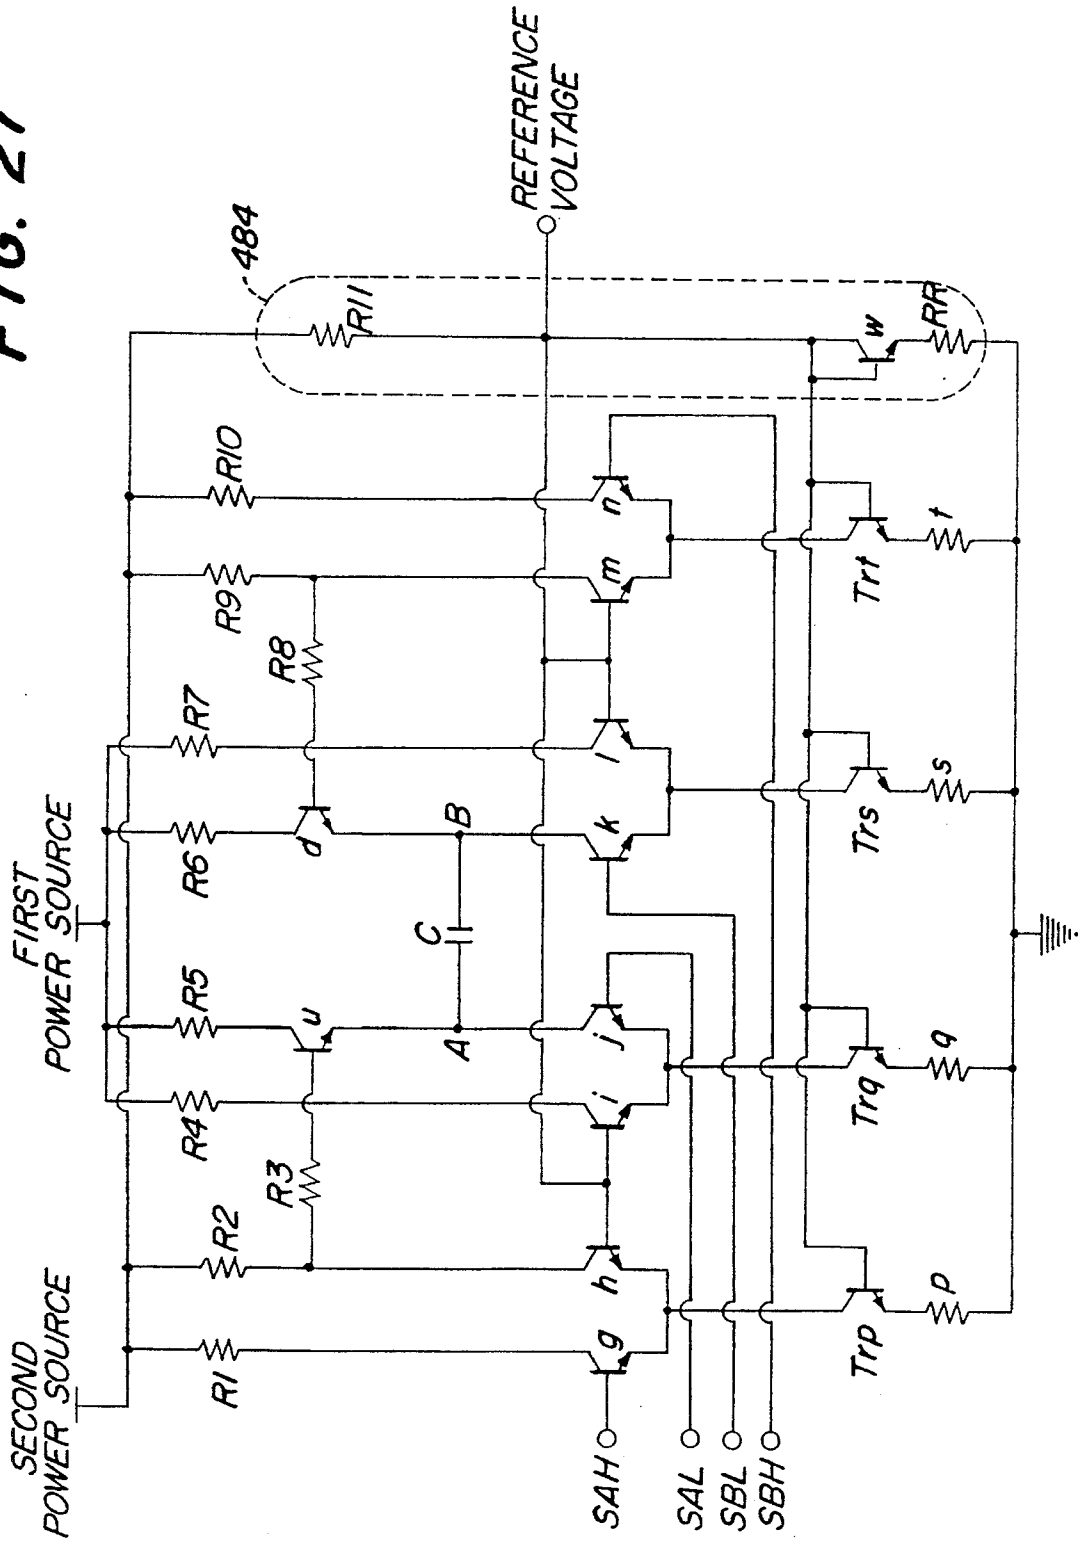 FIG. 27
SECOND
POWER SOURCE
FIRST
POWER SOURCE
484
R1
R2
R3
R4
R5
R6
R7
R8
R9
R10
R11
REFERENCE
VOLTAGE
u
d
A
C
B
g
h
i
j
k
l
m
n
w
SAH
SAL
SBL
SBH
Trp
Trq
Trs
Trt
p
q
s
t
RR